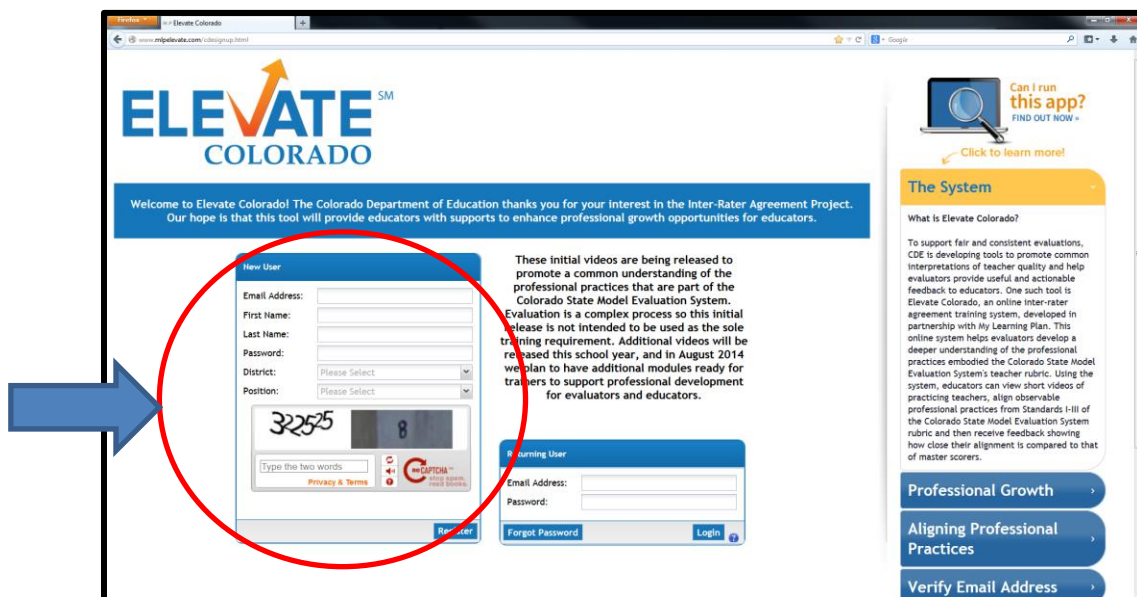 Firefox
Elevate Colorado
www.mlpelevate.com/cdesignup.html
Google
ELEVATE SM
COLORADO
Welcome to Elevate Colorado! The Colorado Department of Education thanks you for your interest in the Inter-Rater Agreement Project.
Our hope is that this tool will provide educators with supports to enhance professional growth opportunities for educators.
New User
Email Address:
First Name:
Last Name:
Password:
District: Please Select
Position: Please Select
322525 8
Type the two words
Privacy & Terms
reCAPTCHA™
stop spam.
read books.
Register
These initial videos are being released to
promote a common understanding of the
professional practices that are part of the
Colorado State Model Evaluation System.
Evaluation is a complex process so this initial
release is not intended to be used as the sole
training requirement. Additional videos will be
released this school year, and in August 2014
we plan to have additional modules ready for
trainers to support professional development
for evaluators and educators.
Returning User
Email Address:
Password:
Forgot Password
Login
Can I run
this app?
FIND OUT NOW »
Click to learn more!
The System
What is Elevate Colorado?
To support fair and consistent evaluations,
CDE is developing tools to promote common
interpretations of teacher quality and help
evaluators provide useful and actionable
feedback to educators. One such tool is
Elevate Colorado, an online inter-rater
agreement training system, developed in
partnership with My Learning Plan. This
online system helps evaluators develop a
deeper understanding of the professional
practices embodied the Colorado State Model
Evaluation System's teacher rubric. Using the
system, educators can view short videos of
practicing teachers, align observable
professional practices from Standards I-III of
the Colorado State Model Evaluation System
rubric and then receive feedback showing
how close their alignment is compared to that
of master scorers.
Professional Growth
Aligning Professional
Practices
Verify Email Address